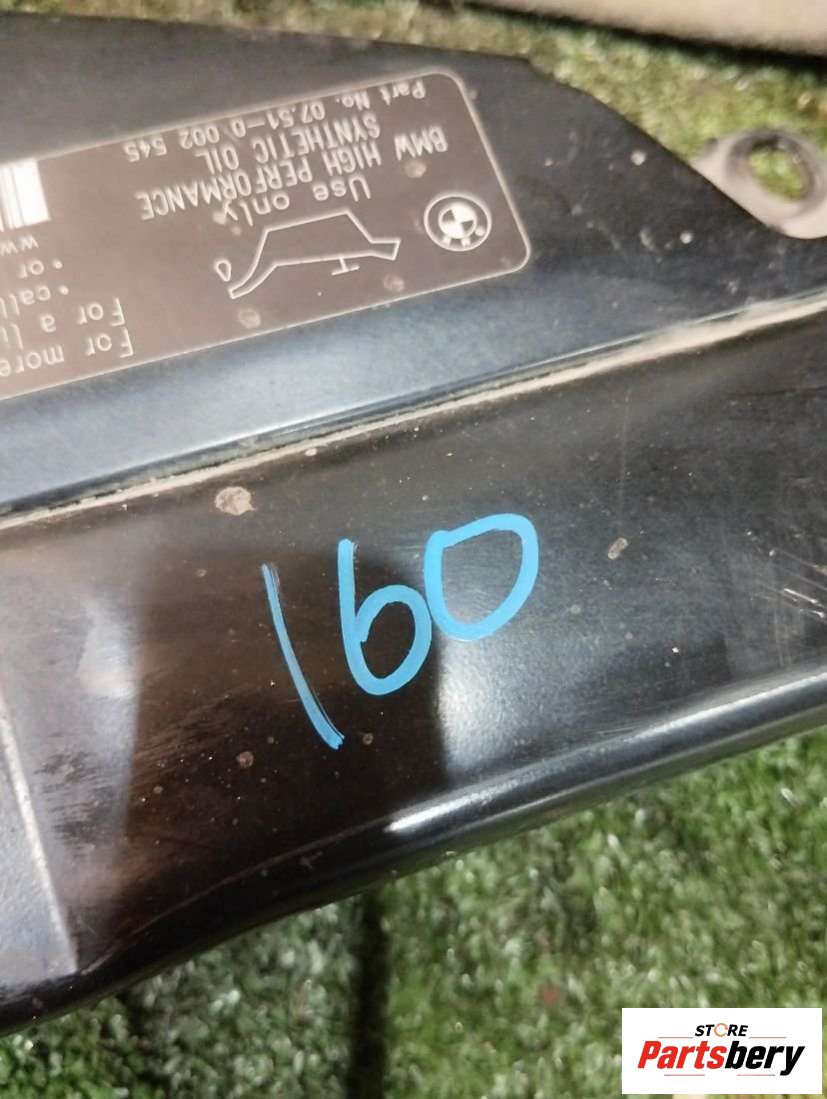 Use only
BMW HIGH PERFORMANCE
SYNTHETIC OIL
Part No. 07.51-0 002 545
For more
For a li
• call
• or
www
160
STORE
Partsbery